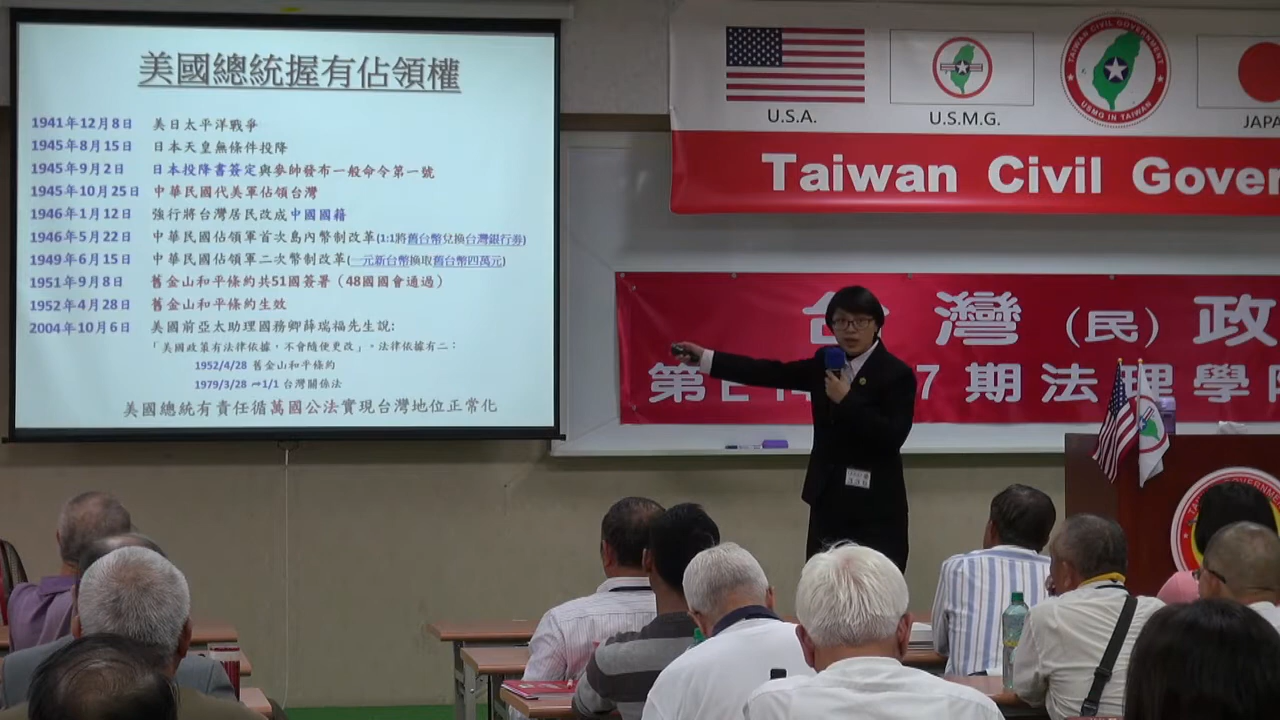 美國總統握有佔領權
1941年12月8日 美日太平洋戰爭
1945年8月15日 日本天皇無條件投降
1945年9月2日 日本投降書簽定與麥帥發布一般命令第一號
1945年10月25日 中華民國代美軍佔領台灣
1946年1月12日 強行將台灣居民改成中國國籍
1946年5月22日 中華民國佔領軍首次島內幣制改革(1:1將舊台幣兌換台灣銀行券)
1949年6月15日 中華民國佔領軍二次幣制改革(一元新台幣換取舊台幣四萬元)
1951年9月8日 舊金山和平條約共51國簽署（48國國會通過）
1952年4月28日 舊金山和平條約生效
2004年10月6日 美國前亞太助理國務卿薛瑞福先生說:
「美國政策有法律依據，不會隨便更改」。法律依據有二：
1952/4/28 舊金山和平條約
1979/3/28 ➦1/1 台灣關係法
美國總統有責任循萬國公法實現台灣地位正常化
U.S.A.
U.S.M.G.
TAIWAN CIVIL GOVERNMENT
USMG IN TAIWAN
JAPA
Taiwan Civil Gover
台灣（民）政
第 7期法理學